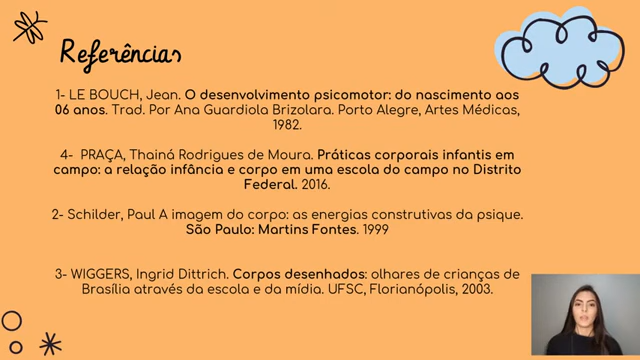 Referências
1- LE BOUCH, Jean. O desenvolvimento psicomotor: do nascimento aos
06 anos. Trad. Por Ana Guardiola Brizolara. Porto Alegre, Artes Médicas,
1982.
4- PRAÇA, Thainá Rodrigues de Moura. Práticas corporais infantis em
campo: a relação infância e corpo em uma escola do campo no Distrito
Federal. 2016.
2- Schilder, Paul A imagem do corpo: as energias construtivas da psique.
São Paulo: Martins Fontes. 1999
3- WIGGERS, Ingrid Dittrich. Corpos desenhados: olhares de crianças de
Brasília através da escola e da mídia. UFSC, Florianópolis, 2003.